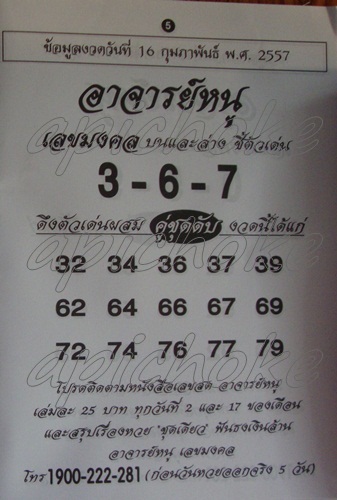 5
ข้อมูลงวดวันที่ 16 กุมภาพันธ์ พ.ศ. 2557
อาจารย์หนู
เลขมงคล บนและล่าง ชี้ตัวเด่น
3 - 6 - 7
ดึงตัวเด่นผสม คู่ชุดดับ งวดนี้ได้แก่
32 34 36 37 39
62 64 66 67 69
72 74 76 77 79
โปรดติดตามหนังสือเลขสด อาจารย์หนู
เล่มละ 25 บาท ทุกวันที่ 2 และ 17 ของเดือน
และสรุปเรื่องหวย "ชุดเดียว" ฟันธงเงินล้าน
อาจารย์หนู เลขมงคล
โทร 1900-222-281 (ก่อนวันหวยออกจริง 5 วัน)
apichoke
apichoke
apichoke
apichoke